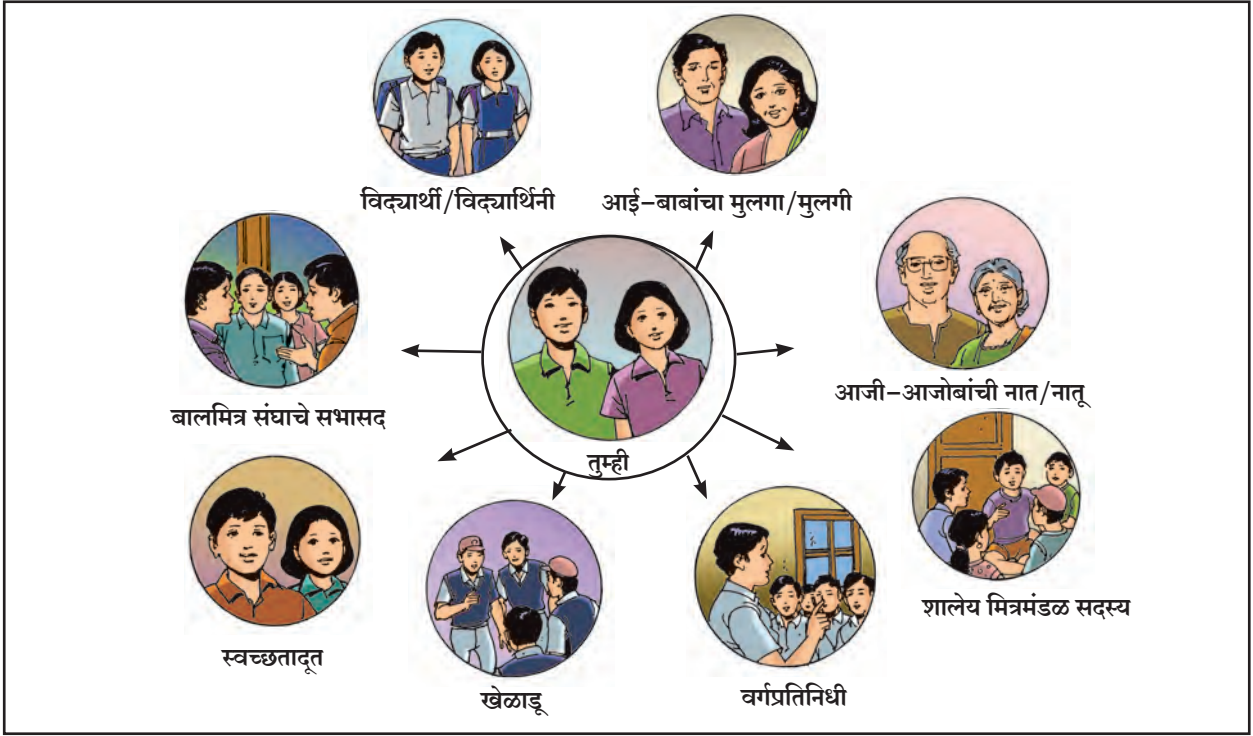 विद्यार्थी/विद्यार्थिनी
आई-बाबांचा मुलगा/मुलगी
आजी-आजोबांची नात/नातू
बालमित्र संघाचे सभासद
तुम्ही
शालेय मित्रमंडळ सदस्य
स्वच्छतादूत
खेळाडू
वर्गप्रतिनिधी